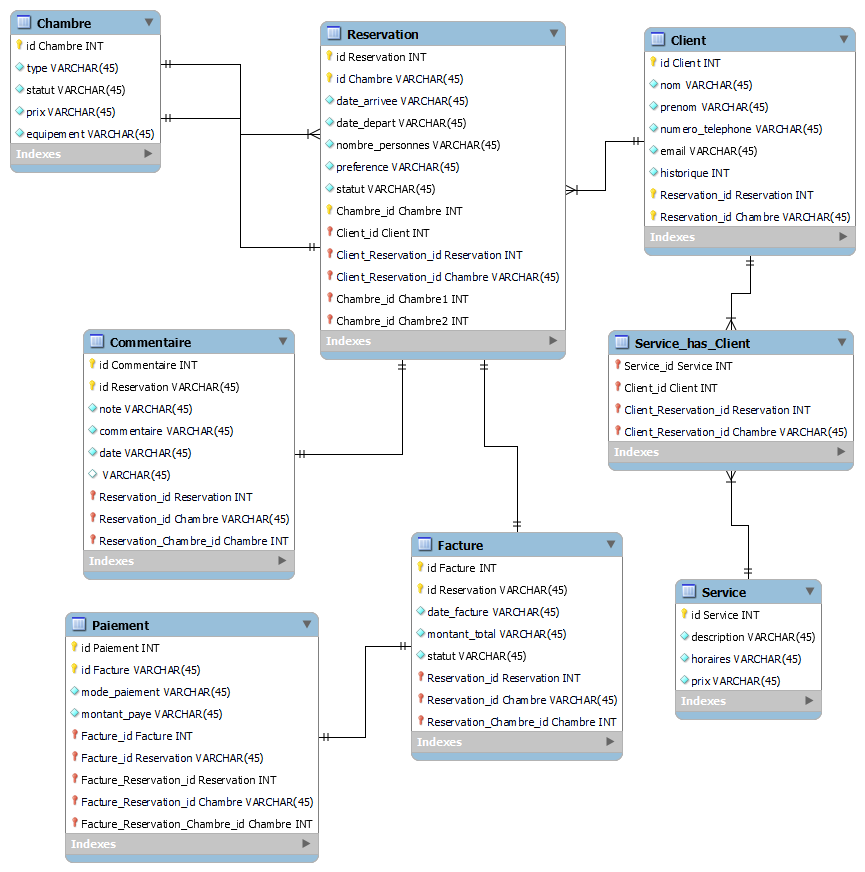 Chambre
id Chambre INT
type VARCHAR(45)
statut VARCHAR(45)
prix VARCHAR(45)
equipement VARCHAR(45)
Indexes
Reservation
id Reservation INT
id Chambre VARCHAR(45)
date_arrivee VARCHAR(45)
date_depart VARCHAR(45)
nombre_personnes VARCHAR(45)
preference VARCHAR(45)
statut VARCHAR(45)
Chambre_id Chambre INT
Client_id Client INT
Client_Reservation_id Reservation INT
Client_Reservation_id Chambre VARCHAR(45)
Chambre_id Chambre1 INT
Chambre_id Chambre2 INT
Indexes
Client
id Client INT
nom VARCHAR(45)
prenom VARCHAR(45)
numero_telephone VARCHAR(45)
email VARCHAR(45)
historique INT
Reservation_id Reservation INT
Reservation_id Chambre VARCHAR(45)
Indexes
Commentaire
id Commentaire INT
id Reservation VARCHAR(45)
note VARCHAR(45)
commentaire VARCHAR(45)
date VARCHAR(45)
VARCHAR(45)
Reservation_id Reservation INT
Reservation_id Chambre VARCHAR(45)
Reservation_Chambre_id Chambre INT
Indexes
Service_has_Client
Service_id Service INT
Client_id Client INT
Client_Reservation_id Reservation INT
Client_Reservation_id Chambre VARCHAR(45)
Indexes
Facture
id Facture INT
id Reservation VARCHAR(45)
date_facture VARCHAR(45)
montant_total VARCHAR(45)
statut VARCHAR(45)
Reservation_id Reservation INT
Reservation_id Chambre VARCHAR(45)
Reservation_Chambre_id Chambre INT
Indexes
Service
id Service INT
description VARCHAR(45)
horaires VARCHAR(45)
prix VARCHAR(45)
Indexes
Paiement
id Paiement INT
id Facture VARCHAR(45)
mode_paiement VARCHAR(45)
montant_paye VARCHAR(45)
Facture_id Facture INT
Facture_id Reservation VARCHAR(45)
Facture_Reservation_id Reservation INT
Facture_Reservation_id Chambre VARCHAR(45)
Facture_Reservation_Chambre_id Chambre INT
Indexes